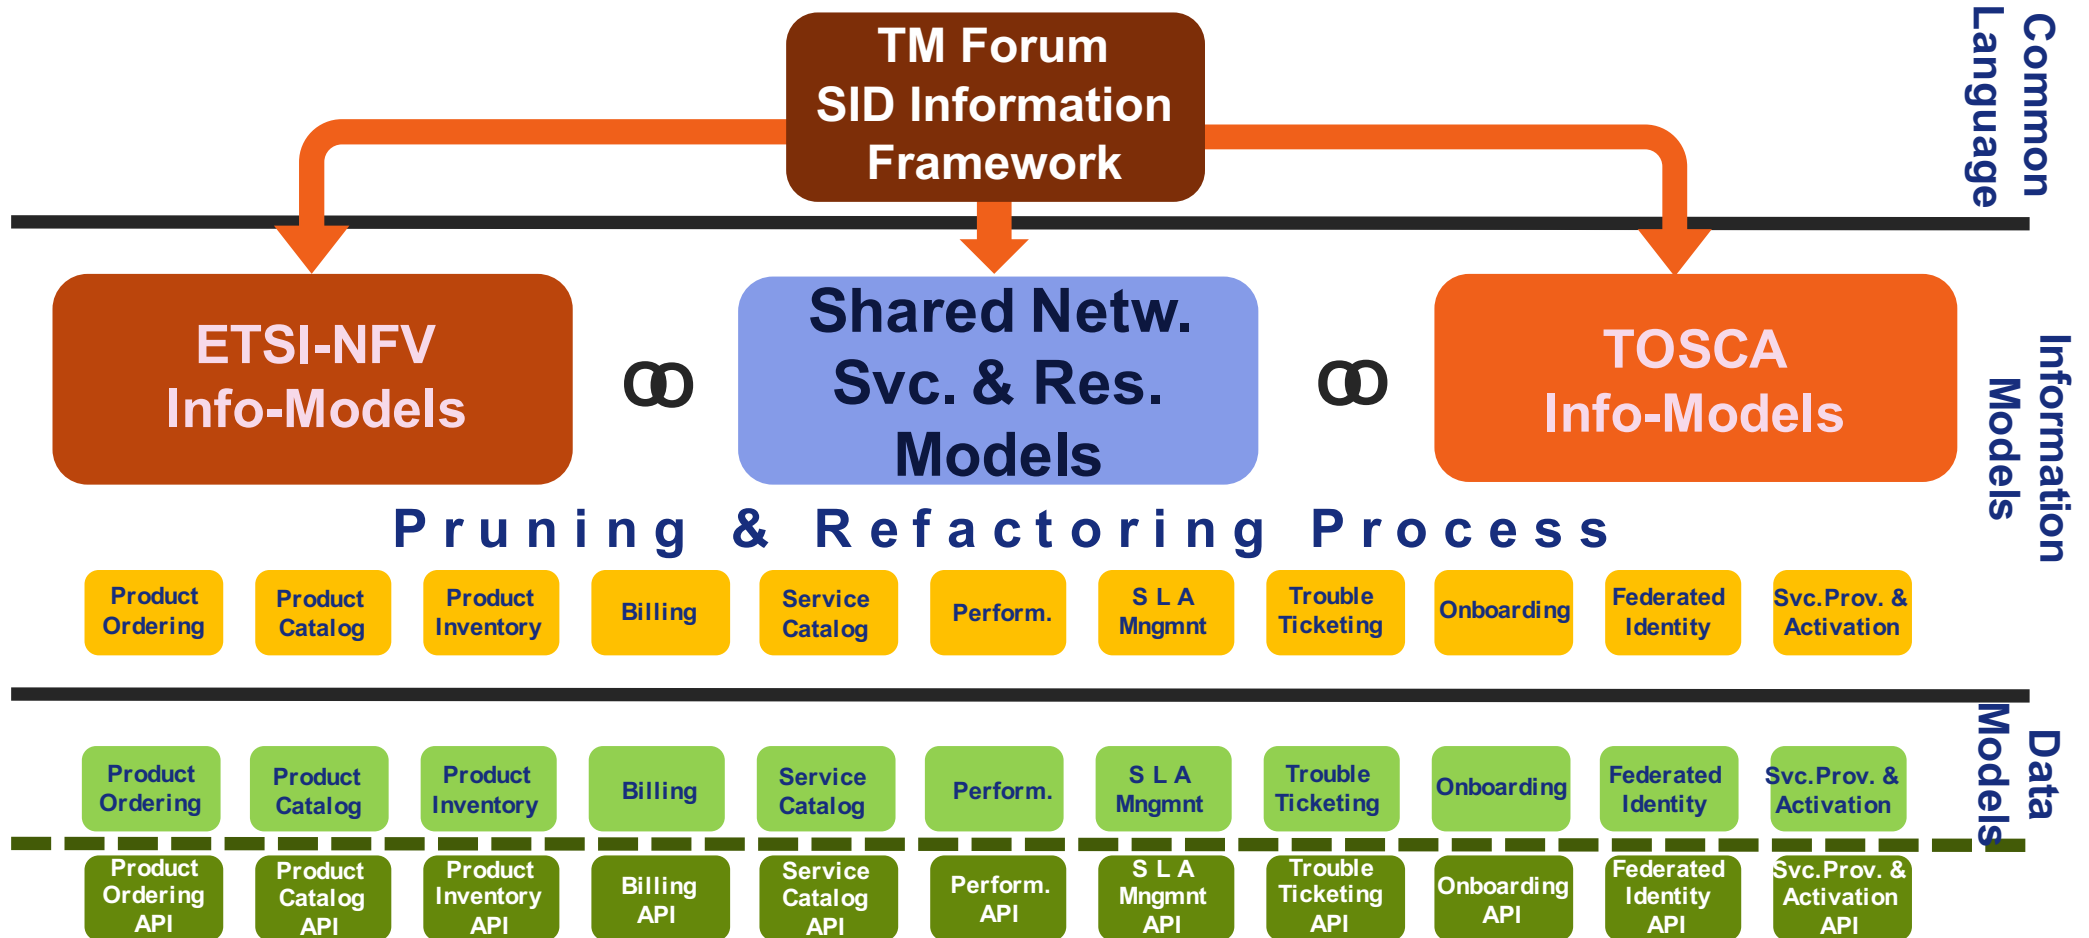 TM Forum
SID Information
Framework
Common
Language
ETSI-NFV
Info-Models
Shared Netw.
Svc. & Res.
Models
TOSCA
Info-Models
Information
Models
Pruning & Refactoring Process
Product
Ordering
Product
Catalog
Product
Inventory
Billing
Service
Catalog
Perform.
S L A
Mngmnt
Trouble
Ticketing
Onboarding
Federated
Identity
Svc.Prov. &
Activation
Data
Models
Product
Ordering
Product
Catalog
Product
Inventory
Billing
Service
Catalog
Perform.
S L A
Mngmnt
Trouble
Ticketing
Onboarding
Federated
Identity
Svc.Prov. &
Activation
Product
Ordering
API
Product
Catalog
API
Product
Inventory
API
Billing
API
Service
Catalog
API
Perform.
API
S L A
Mngmnt
API
Trouble
Ticketing
API
Onboarding
API
Federated
Identity
API
Svc.Prov. &
Activation
API